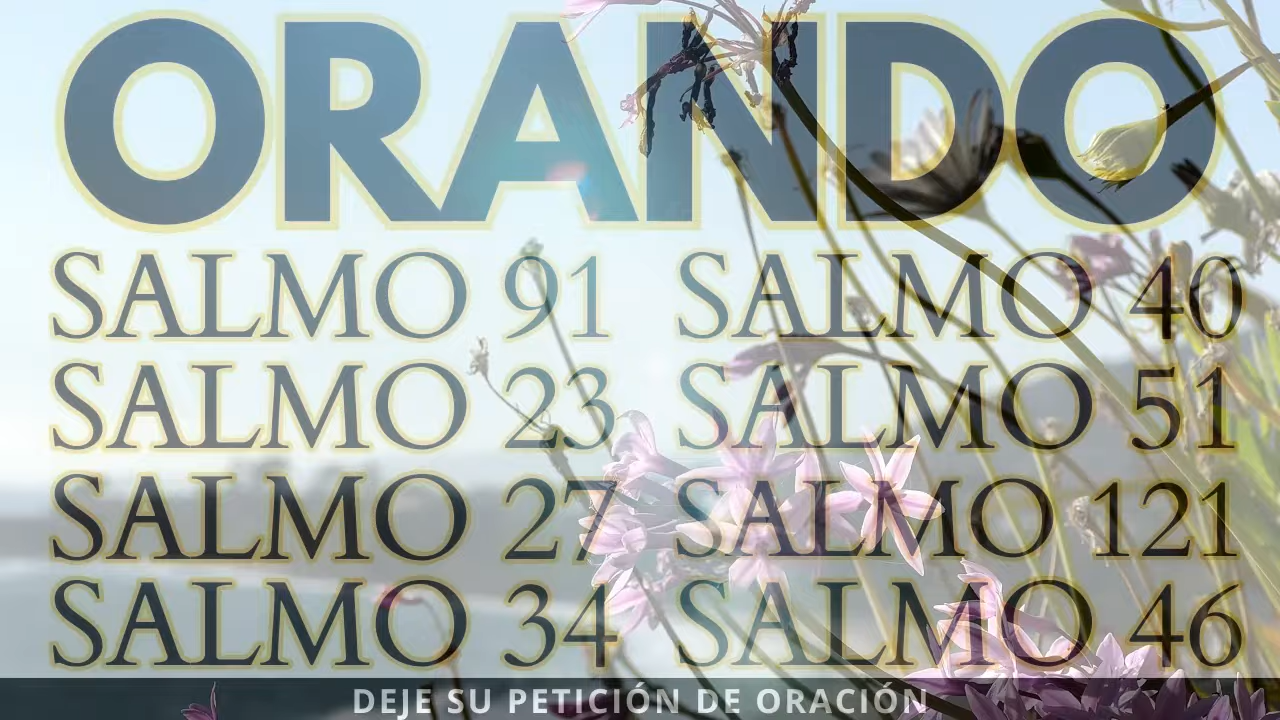 ORANDO
SALMO 91 SALMO 40
SALMO 23 SALMO 51
SALMO 27 SALMO 121
SALMO 34 SALMO 46
DEJE SU PETICIÓN DE ORACIÓN